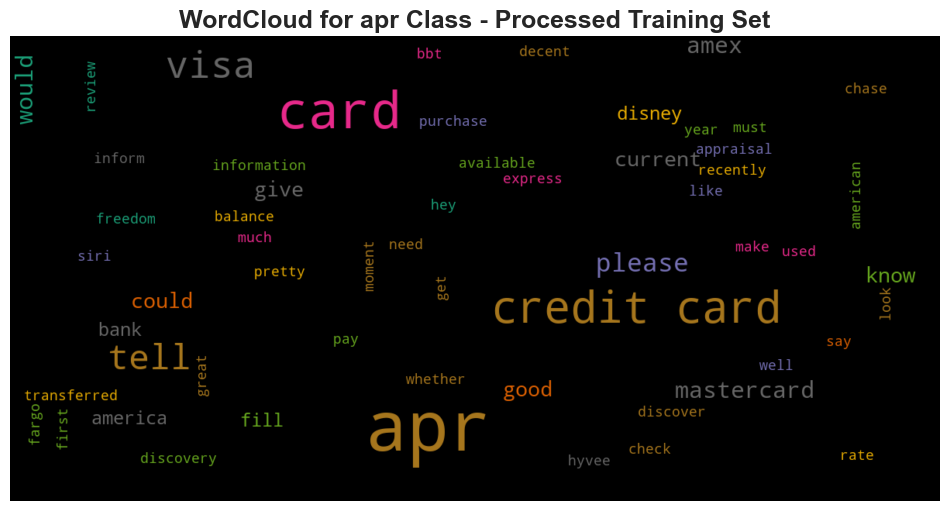 WordCloud for apr Class - Processed Training Set
would
review
visa
bbt
decent
amex
chase
card
purchase
disney
year
must
appraisal
inform
information
available
current
recently
give
express
like
american
freedom
balance
hey
much
need
make
used
siri
pretty
moment
please
know
get
could
credit card
look
bank
tell
pay
say
great
whether
well
transferred
good
mastercard
fargo
first
america
fill
apr
discover
discovery
hyvee
check
rate